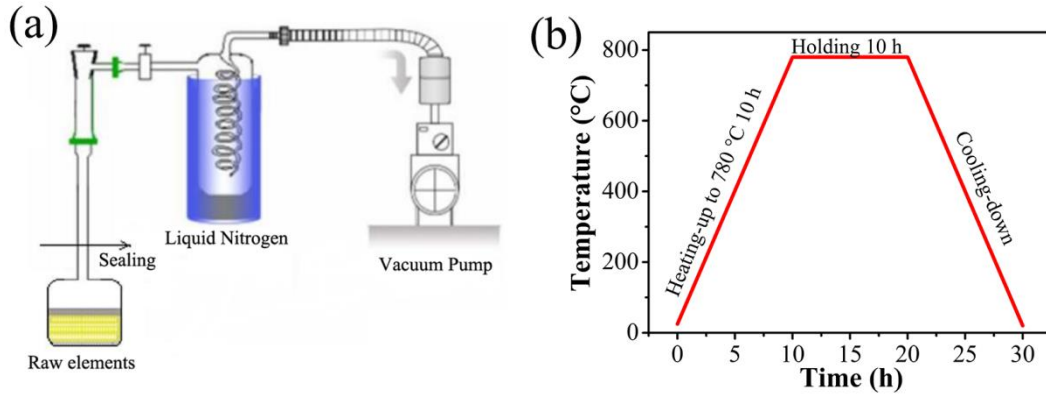 (a)
Liquid Nitrogen
Sealing
Vacuum Pump
Raw elements
(b)
Holding 10 h
Heating-up to 780 °C 10 h
Cooling-down
Temperature (°C)
800
600
400
200
0
0 5 10 15 20 25 30
Time (h)